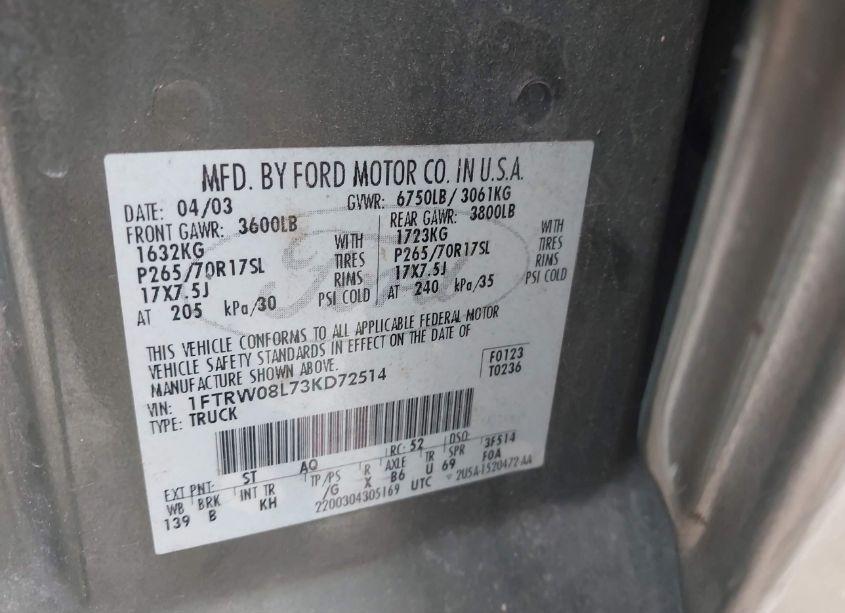 MFD. BY FORD MOTOR CO. IN U.S.A.
DATE: 04/03 GVWR: 6750LB/ 3061KG
FRONT GAWR: 3600LB REAR GAWR: 3800LB
1632KG WITH 1723KG WITH
P265/70R17SL TIRES P265/70R17SL TIRES
17X7.5J RIMS 17X7.5J RIMS
AT 205 kPa/30 PSI COLD AT 240 kPa/35 PSI COLD
Ford
THIS VEHICLE CONFORMS TO ALL APPLICABLE FEDERAL MOTOR
VEHICLE SAFETY STANDARDS IN EFFECT ON THE DATE OF
MANUFACTURE SHOWN ABOVE.
F0123
T0236
VIN: 1FTRW08L73KD72514
TYPE: TRUCK
EXT PNT: ST AQ RC: 52 DSO: 3F514
WB BRK INT TR TP/PS R AXLE TR SPR F0A
139 B KH /G X B6 U 69
2200304305169 UTC 2U5A-1520472-AA